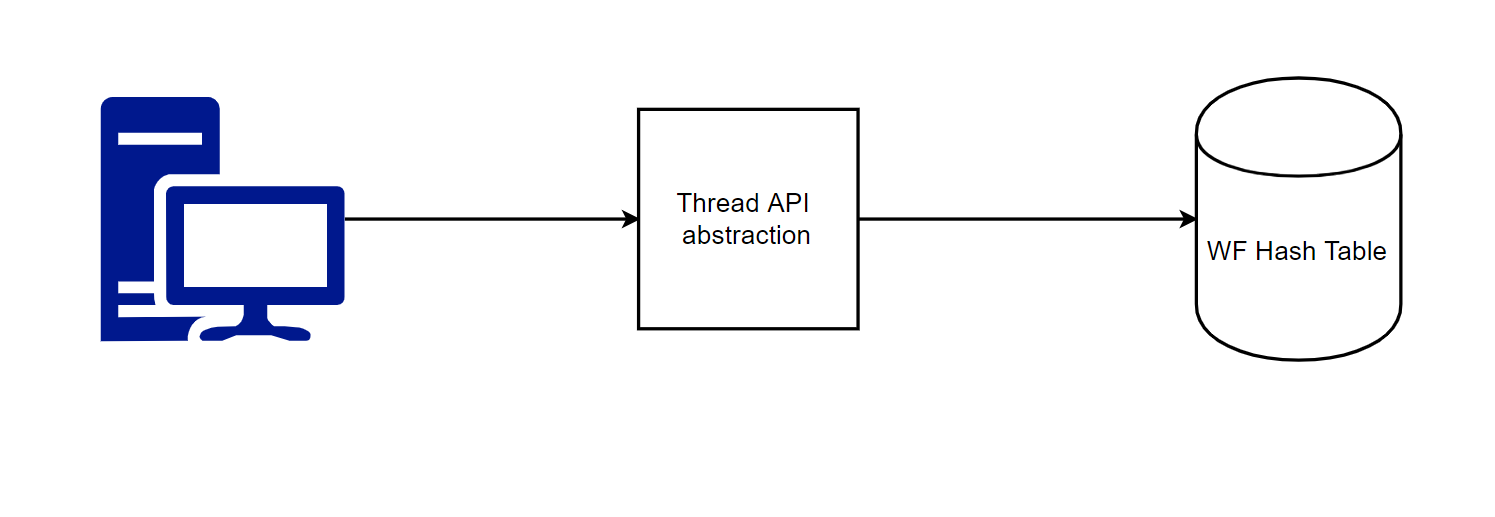 Thread API
abstraction
WF Hash Table